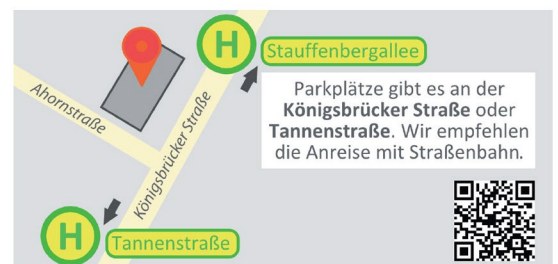 H
Stauffenbergallee
Parkplätze gibt es an der
Königsbrücker Straße oder
Tannenstraße. Wir empfehlen
die Anreise mit Straßenbahn.
Ahornstraße
Königsbrücker Straße
H
Tannenstraße